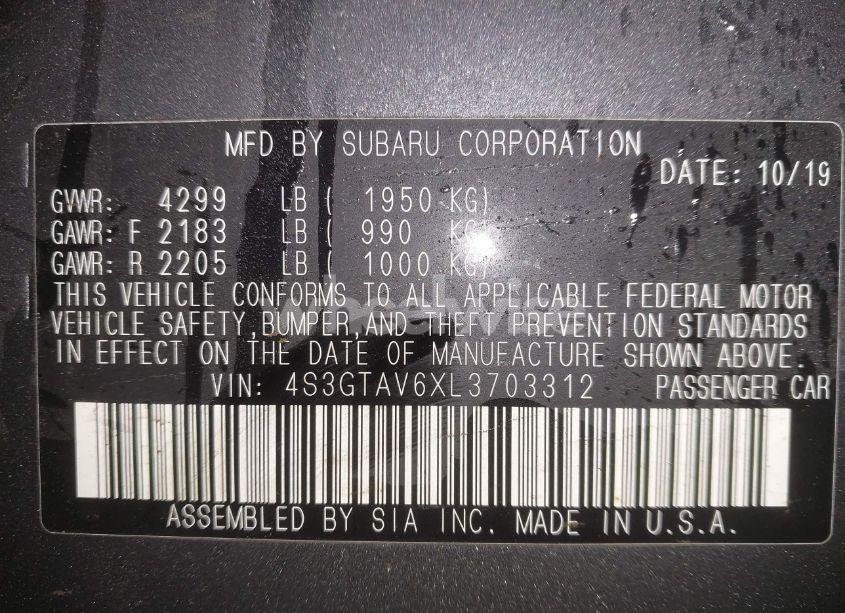 MFD BY SUBARU CORPORATION
DATE: 10/19
GVWR: 4299 LB ( 1950 KG)
GAWR: F 2183 LB ( 990 KG)
GAWR: R 2205 LB ( 1000 KG)
THIS VEHICLE CONFORMS TO ALL APPLICABLE FEDERAL MOTOR
VEHICLE SAFETY, BUMPER, AND THEFT PREVENTION STANDARDS
IN EFFECT ON THE DATE OF MANUFACTURE SHOWN ABOVE.
VIN: 4S3GTAV6XL3703312 PASSENGER CAR
ASSEMBLED BY SIA INC. MADE IN U.S.A.